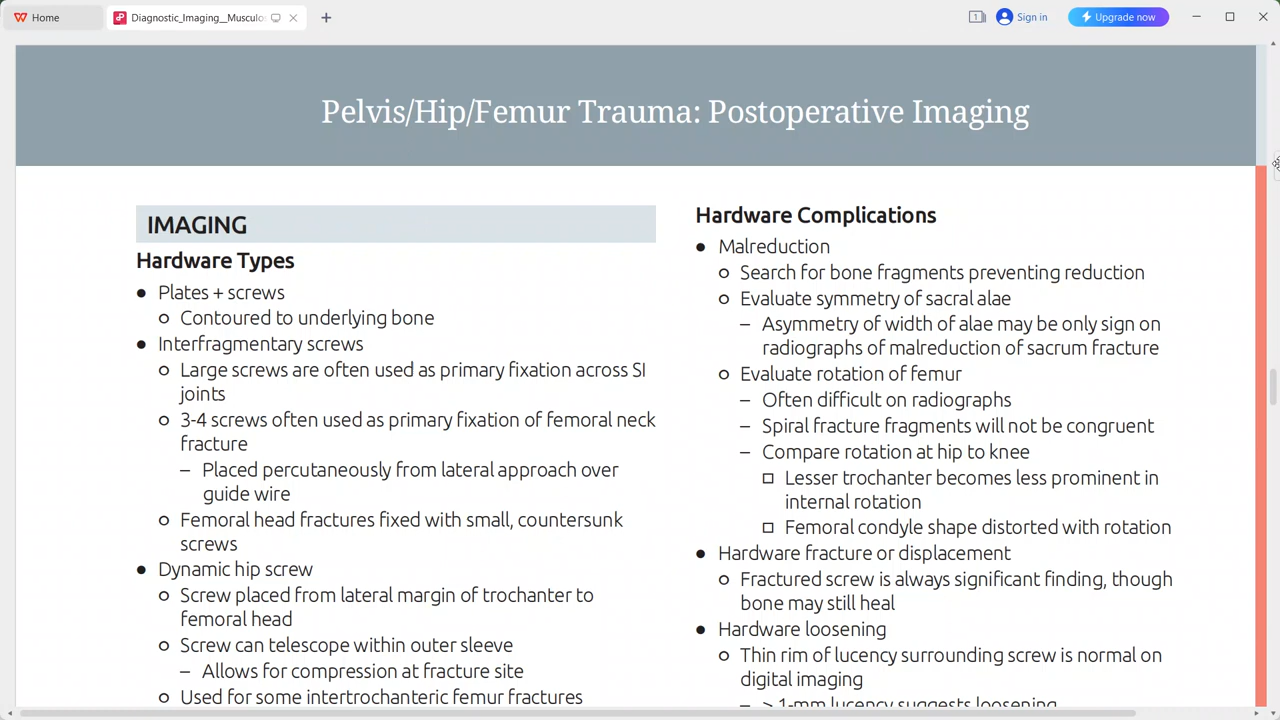 Home
Diagnostic_Imaging__Musculos
Sign in
Upgrade now
Pelvis/Hip/Femur Trauma: Postoperative Imaging
IMAGING
Hardware Types
● Plates + screws
○ Contoured to underlying bone
● Interfragmentary screws
○ Large screws are often used as primary fixation across SI
joints
○ 3-4 screws often used as primary fixation of femoral neck
fracture
– Placed percutaneously from lateral approach over
guide wire
○ Femoral head fractures fixed with small, countersunk
screws
● Dynamic hip screw
○ Screw placed from lateral margin of trochanter to
femoral head
○ Screw can telescope within outer sleeve
– Allows for compression at fracture site
○ Used for some intertrochanteric femur fractures
Hardware Complications
● Malreduction
○ Search for bone fragments preventing reduction
○ Evaluate symmetry of sacral alae
– Asymmetry of width of alae may be only sign on
radiographs of malreduction of sacrum fracture
○ Evaluate rotation of femur
– Often difficult on radiographs
– Spiral fracture fragments will not be congruent
– Compare rotation at hip to knee
□ Lesser trochanter becomes less prominent in
internal rotation
□ Femoral condyle shape distorted with rotation
● Hardware fracture or displacement
○ Fractured screw is always significant finding, though
bone may still heal
● Hardware loosening
○ Thin rim of lucency surrounding screw is normal on
digital imaging
– > 1-mm lucency suggests loosening